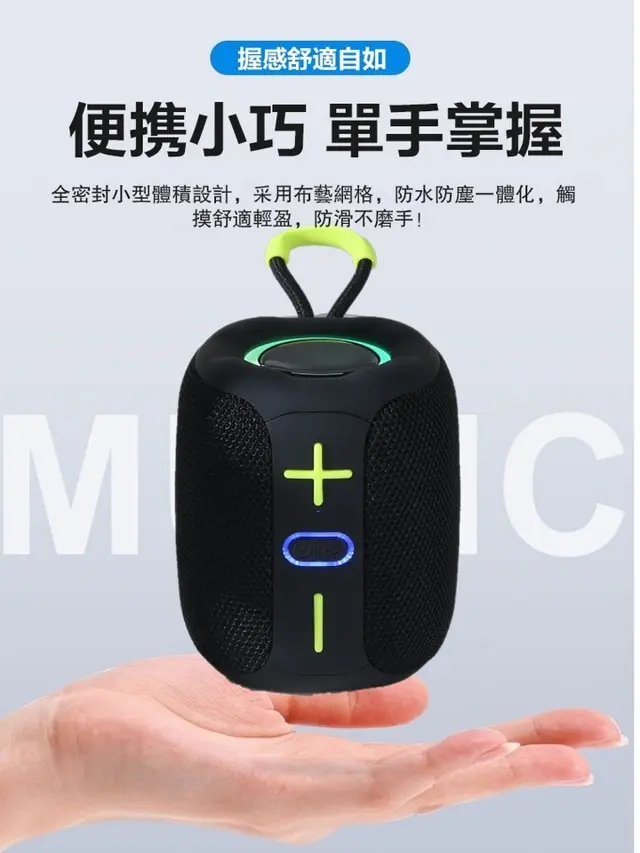 握感舒適自如
便携小巧 單手掌握
全密封小型體積設計，采用布藝網格，防水防塵一體化，觸
摸舒適輕盈，防滑不磨手！
MU IC